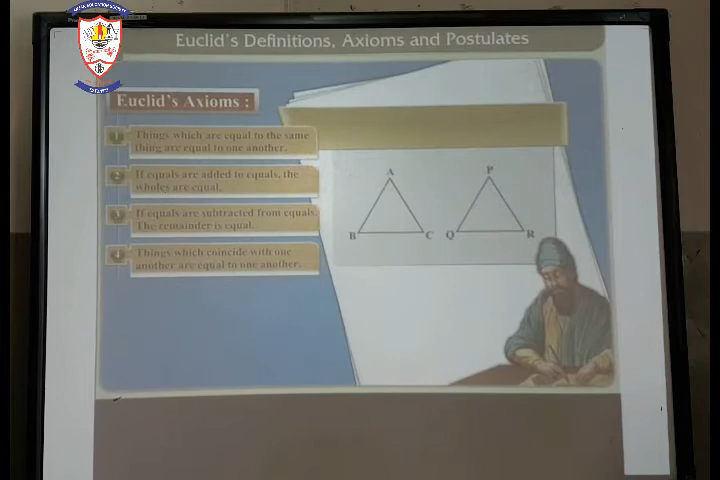 Euclid's Definitions, Axioms and Postulates
Euclid's Axioms :
1
Things which are equal to the same
thing are equal to one another.
2
If equals are added to equals, the
wholes are equal.
3
If equals are subtracted from equals.
The remainder is equal.
4
Things which coincide with one
another are equal to one another.
A
B
C
P
Q
R